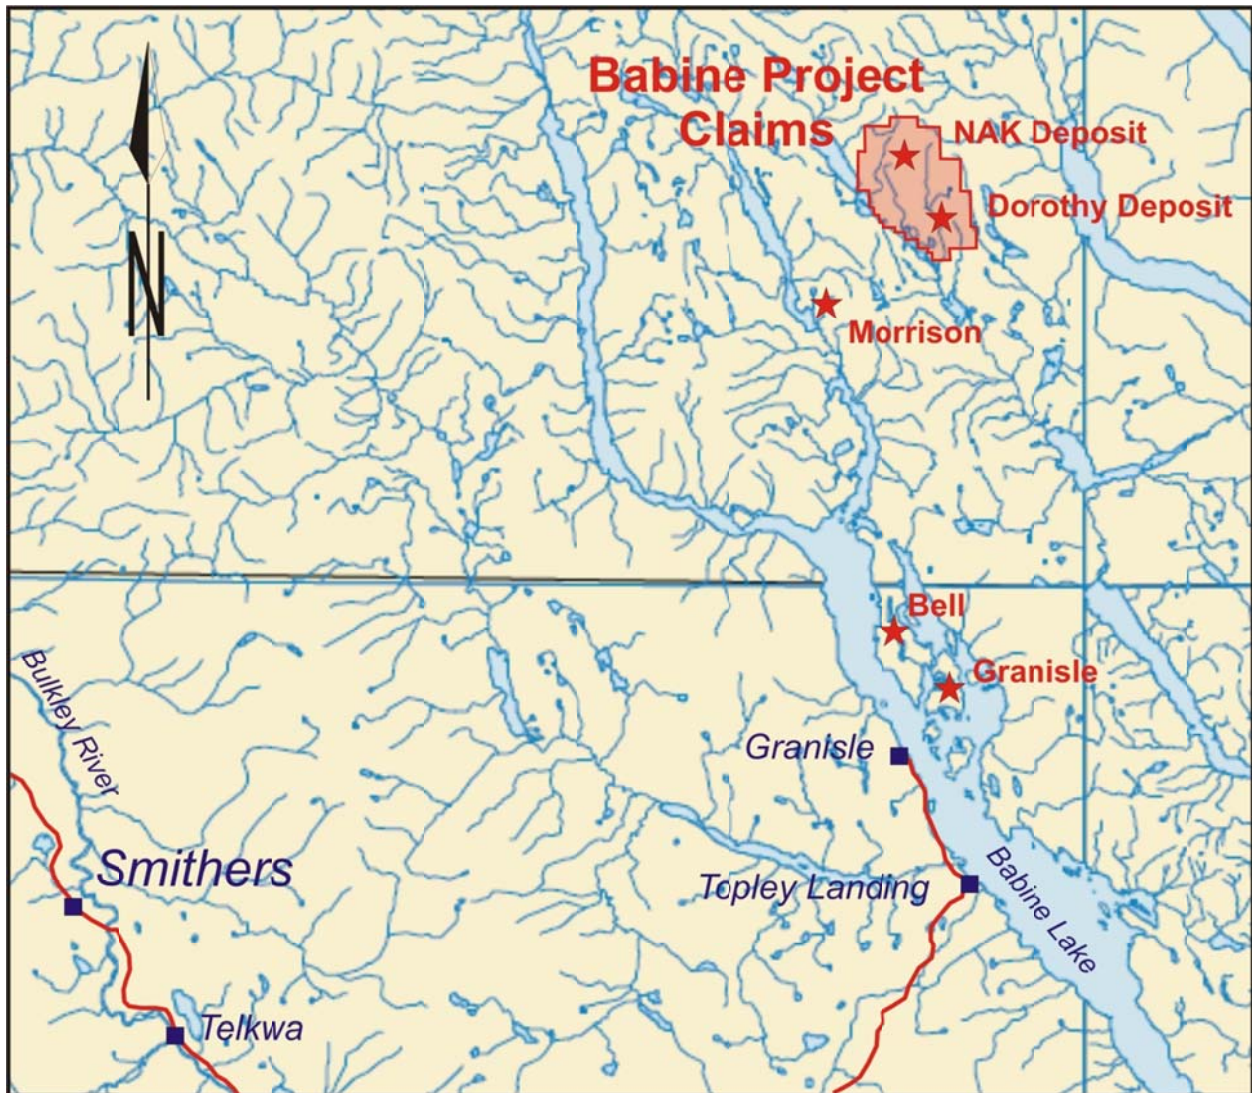 Babine Project
Claims
NAK Deposit
Dorothy Deposit
N
Morrison
Bell
Granisle
Bulkley River
Granisle
Smithers
Topley Landing
Babine Lake
Telkwa